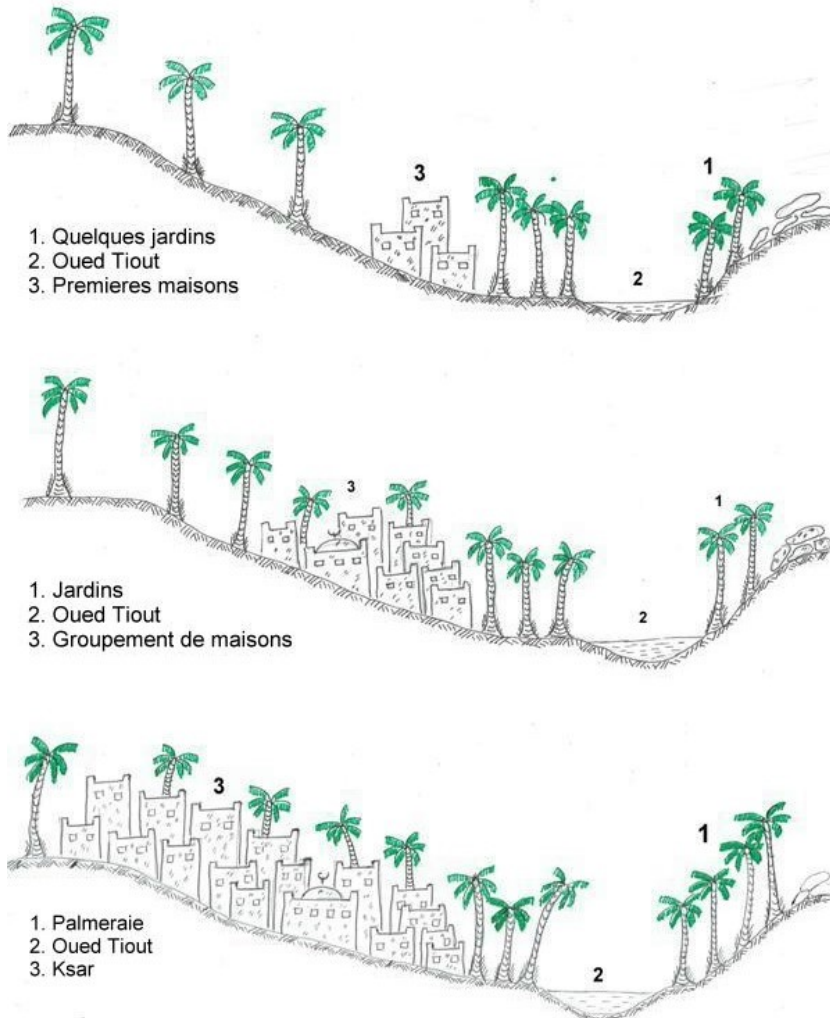 3
1
1. Quelques jardins
2. Oued Tiout
3. Premieres maisons
2
3
1
1. Jardins
2. Oued Tiout
3. Groupement de maisons
2
3
1
1. Palmeraie
2. Oued Tiout
3. Ksar
2